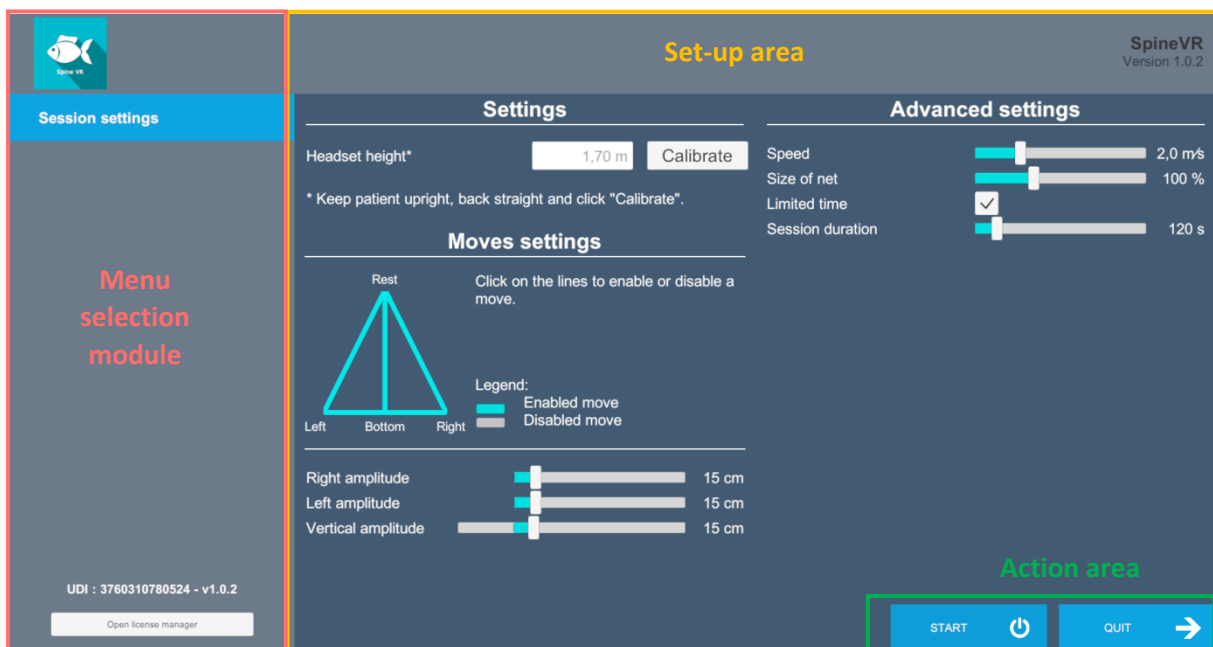 Spine VR
Session settings
Menu
selection
module
UDI : 3760310780524 - v1.0.2
Open license manager
Set-up area
SpineVR
Version 1.0.2
Settings
Headset height*
1,70 m
Calibrate
* Keep patient upright, back straight and click "Calibrate".
Moves settings
Rest
Click on the lines to enable or disable a
move.
Legend:
Enabled move
Disabled move
Left
Bottom
Right
Right amplitude
15 cm
Left amplitude
15 cm
Vertical amplitude
15 cm
Advanced settings
Speed
2,0 m/s
Size of net
100 %
Limited time
Session duration
120 s
Action area
START
QUIT